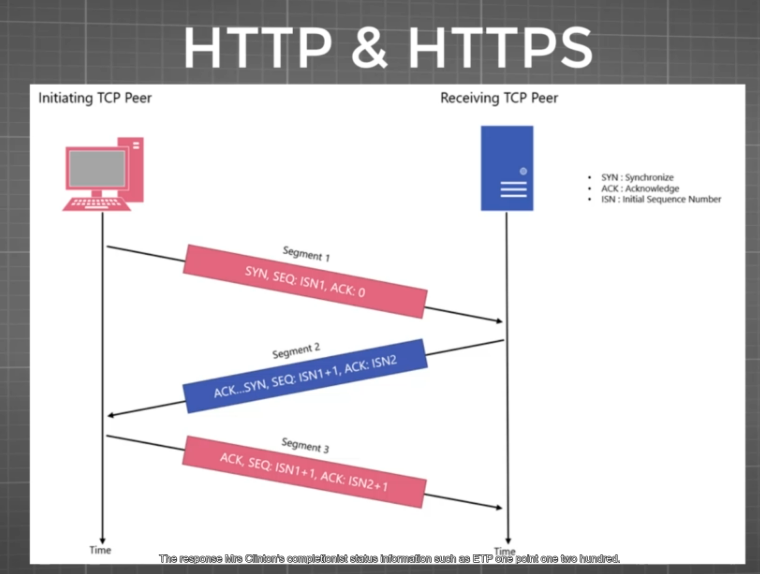 HTTP & HTTPS
Initiating TCP Peer
Receiving TCP Peer
• SYN : Synchronize
• ACK : Acknowledge
• ISN : Initial Sequence Number
Segment 1
SYN, SEQ: ISN1, ACK: 0
Segment 2
ACK...SYN, SEQ: ISN1+1, ACK: ISN2
Segment 3
ACK, SEQ: ISN1+1, ACK: ISN2+1
Time
Time
The response Mrs Clinton's completionist status information such as ETP one point one two hundred.